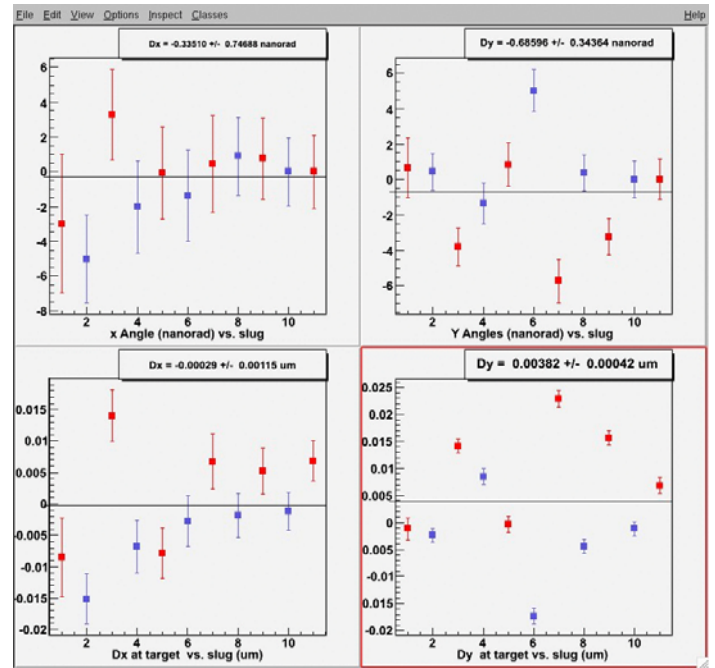 File Edit View Options Inspect Classes Help
Dx = -0.33510 +/- 0.74688 nanorad
6
4
2
0
-2
-4
-6
-8
2 4 6 8 10
x Angle (nanorad) vs. slug
Dy = -0.68596 +/- 0.34364 nanorad
6
4
2
0
-2
-4
-6
2 4 6 8 10
Y Angles (nanorad) vs. slug
Dx = -0.00029 +/- 0.00115 um
0.015
0.01
0.005
0
-0.005
-0.01
-0.015
-0.02
2 4 6 8 10
Dx at target vs. slug (um)
Dy = 0.00382 +/- 0.00042 um
0.025
0.02
0.015
0.01
0.005
0
0.005
-0.01
0.015
-0.02
2 4 6 8 10
Dy at target vs. slug (um)